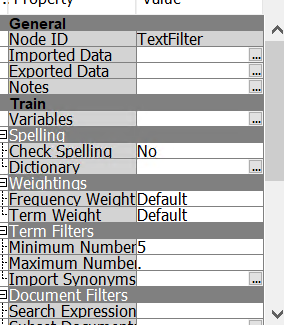 Property Value
General
Node ID TextFilter
Imported Data ...
Exported Data ...
Notes ...
Train
Variables ...
Spelling
Check Spelling No
Dictionary ...
Weightings
Frequency Weight Default
Term Weight Default
Term Filters
Minimum Number 5
Maximum Number .
Import Synonyms ...
Document Filters
Search Expression
Subset Documents ...